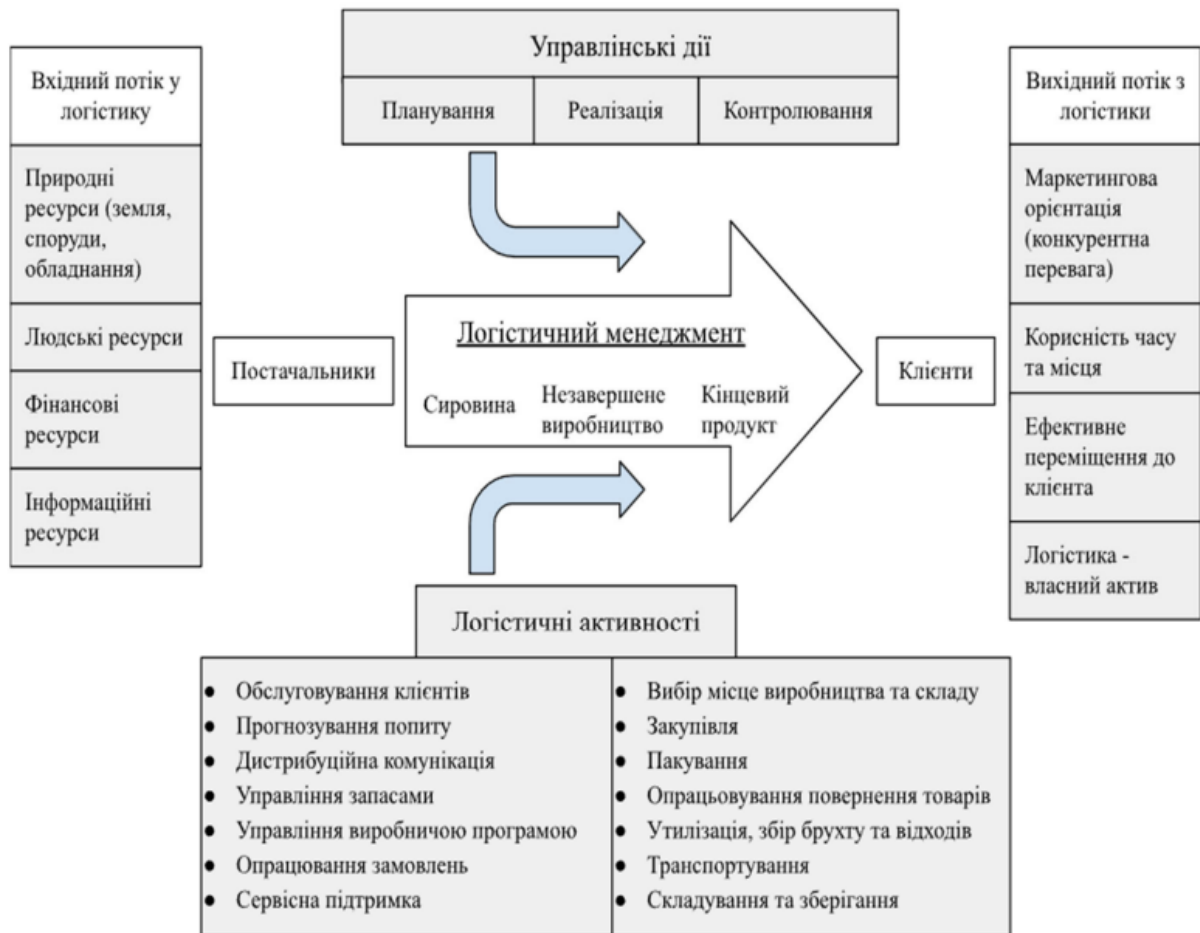 Управлінські дії
Планування
Реалізація
Контролювання
Вхідний потік у
логістику
Природні
ресурси (земля,
споруди,
обладнання)
Людські ресурси
Фінансові
ресурси
Інформаційні
ресурси
Постачальники
Логістичний менеджмент
Сировина
Незавершене
виробництво
Кінцевий
продукт
Клієнти
Вихідний потік з
логістики
Маркетингова
орієнтація
(конкурентна
перевага)
Корисність часу
та місця
Ефективне
переміщення до
клієнта
Логістика -
власний актив
Логістичні активності
● Обслуговування клієнтів
● Прогнозування попиту
● Дистрибуційна комунікація
● Управління запасами
● Управління виробничою програмою
● Опрацювання замовлень
● Сервісна підтримка
● Вибір місце виробництва та складу
● Закупівля
● Пакування
● Опрацьовування повернення товарів
● Утилізація, збір брухту та відходів
● Транспортування
● Складування та зберігання